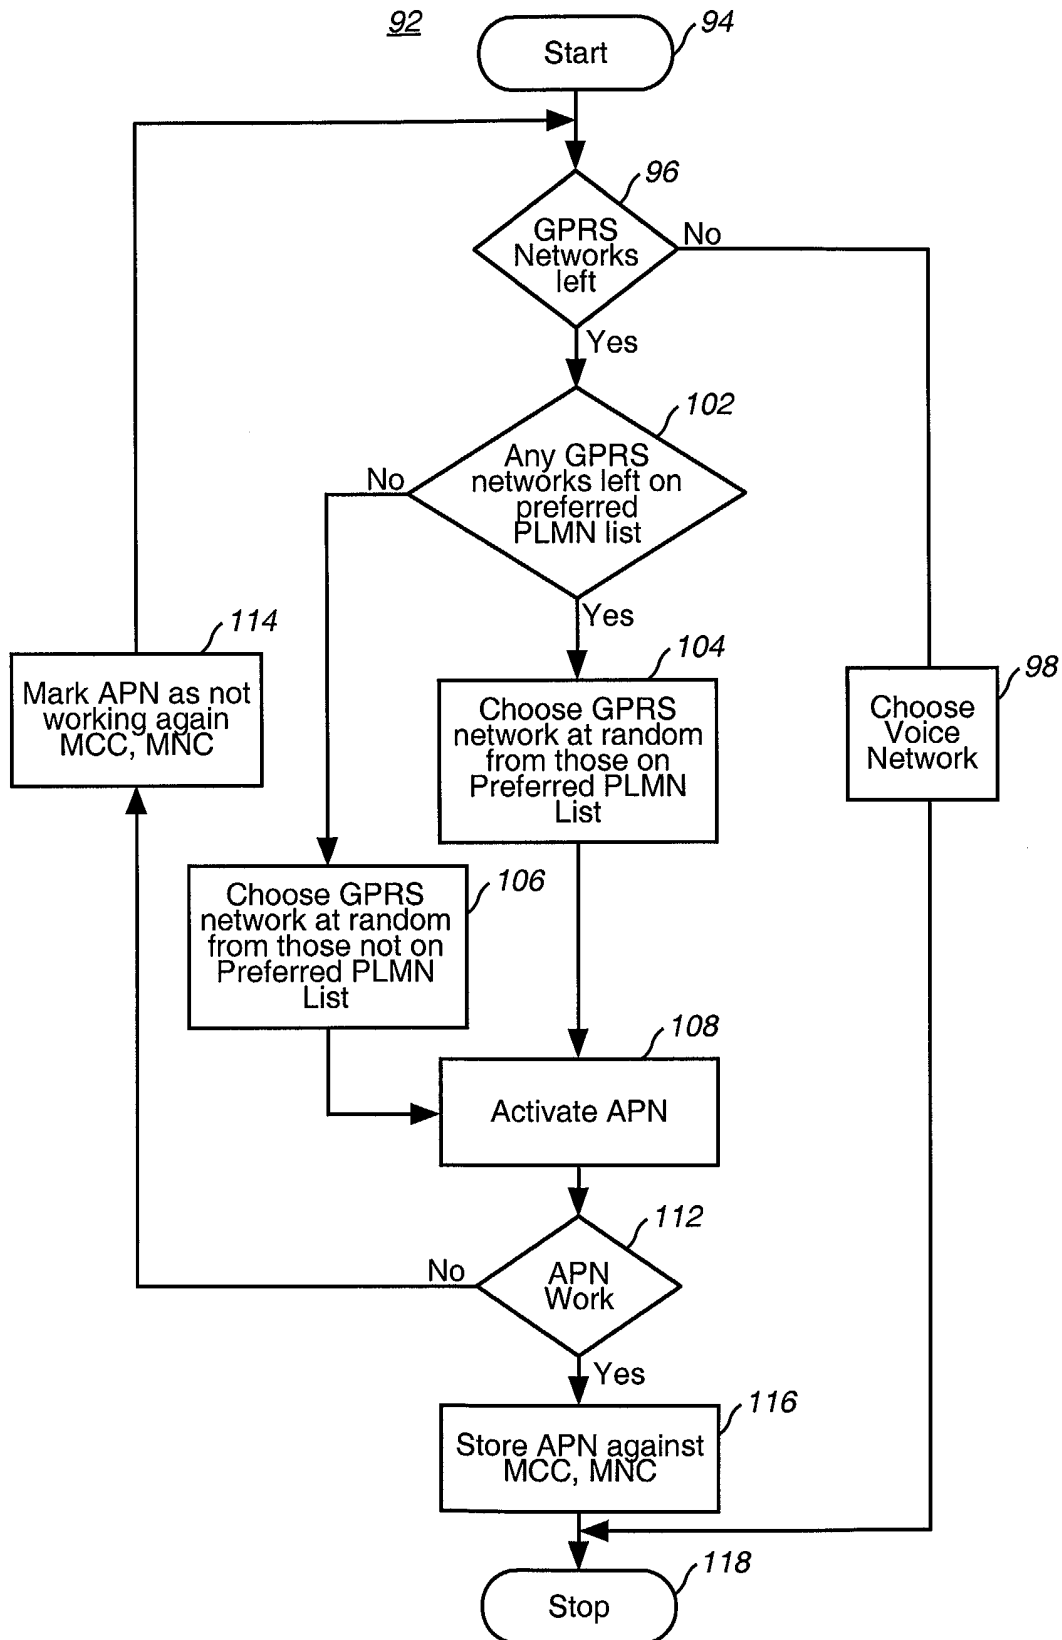 92
94
Start
96
GPRS
Networks
left
No
Yes
102
Any GPRS
networks left on
preferred
PLMN list
No
Yes
114
Mark APN as not
working again
MCC, MNC
104
Choose GPRS
network at random
from those on
Preferred PLMN
List
98
Choose
Voice
Network
106
Choose GPRS
network at random
from those not on
Preferred PLMN
List
108
Activate APN
112
APN
Work
No
Yes
116
Store APN against
MCC, MNC
118
Stop